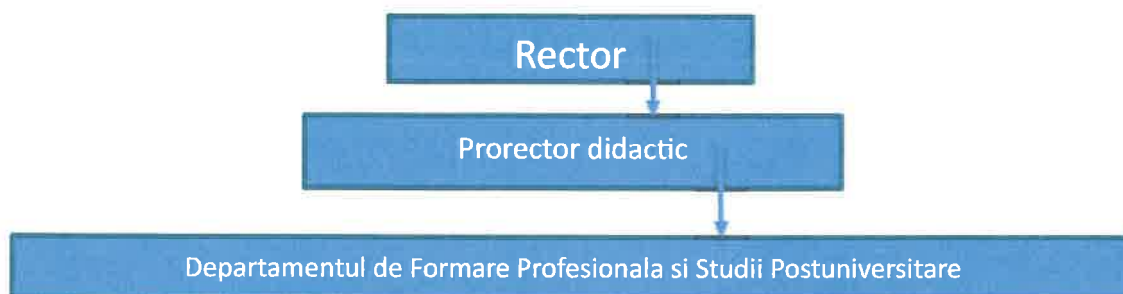 Rector
Prorector didactic
Departamentul de Formare Profesionala si Studii Postuniversitare